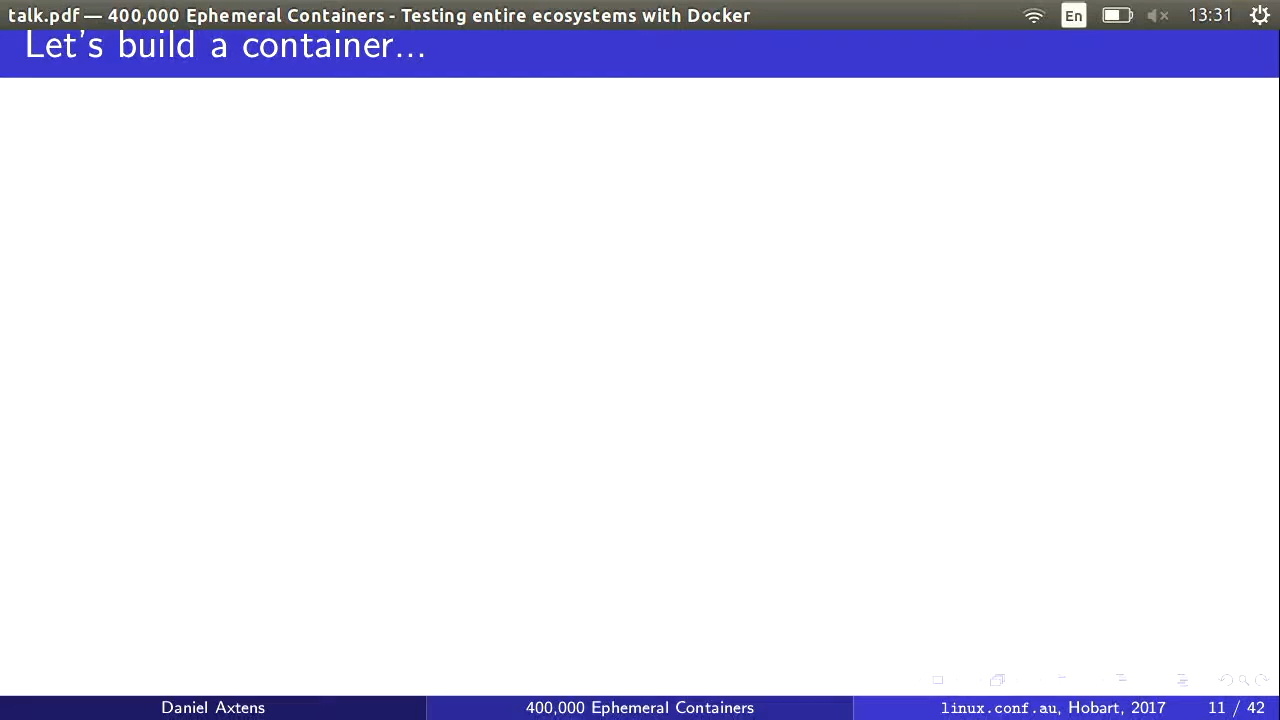 talk.pdf — 400,000 Ephemeral Containers - Testing entire ecosystems with Docker En 13:31
Let's build a container...
Daniel Axtens 400,000 Ephemeral Containers linux.conf.au, Hobart, 2017 11 / 42